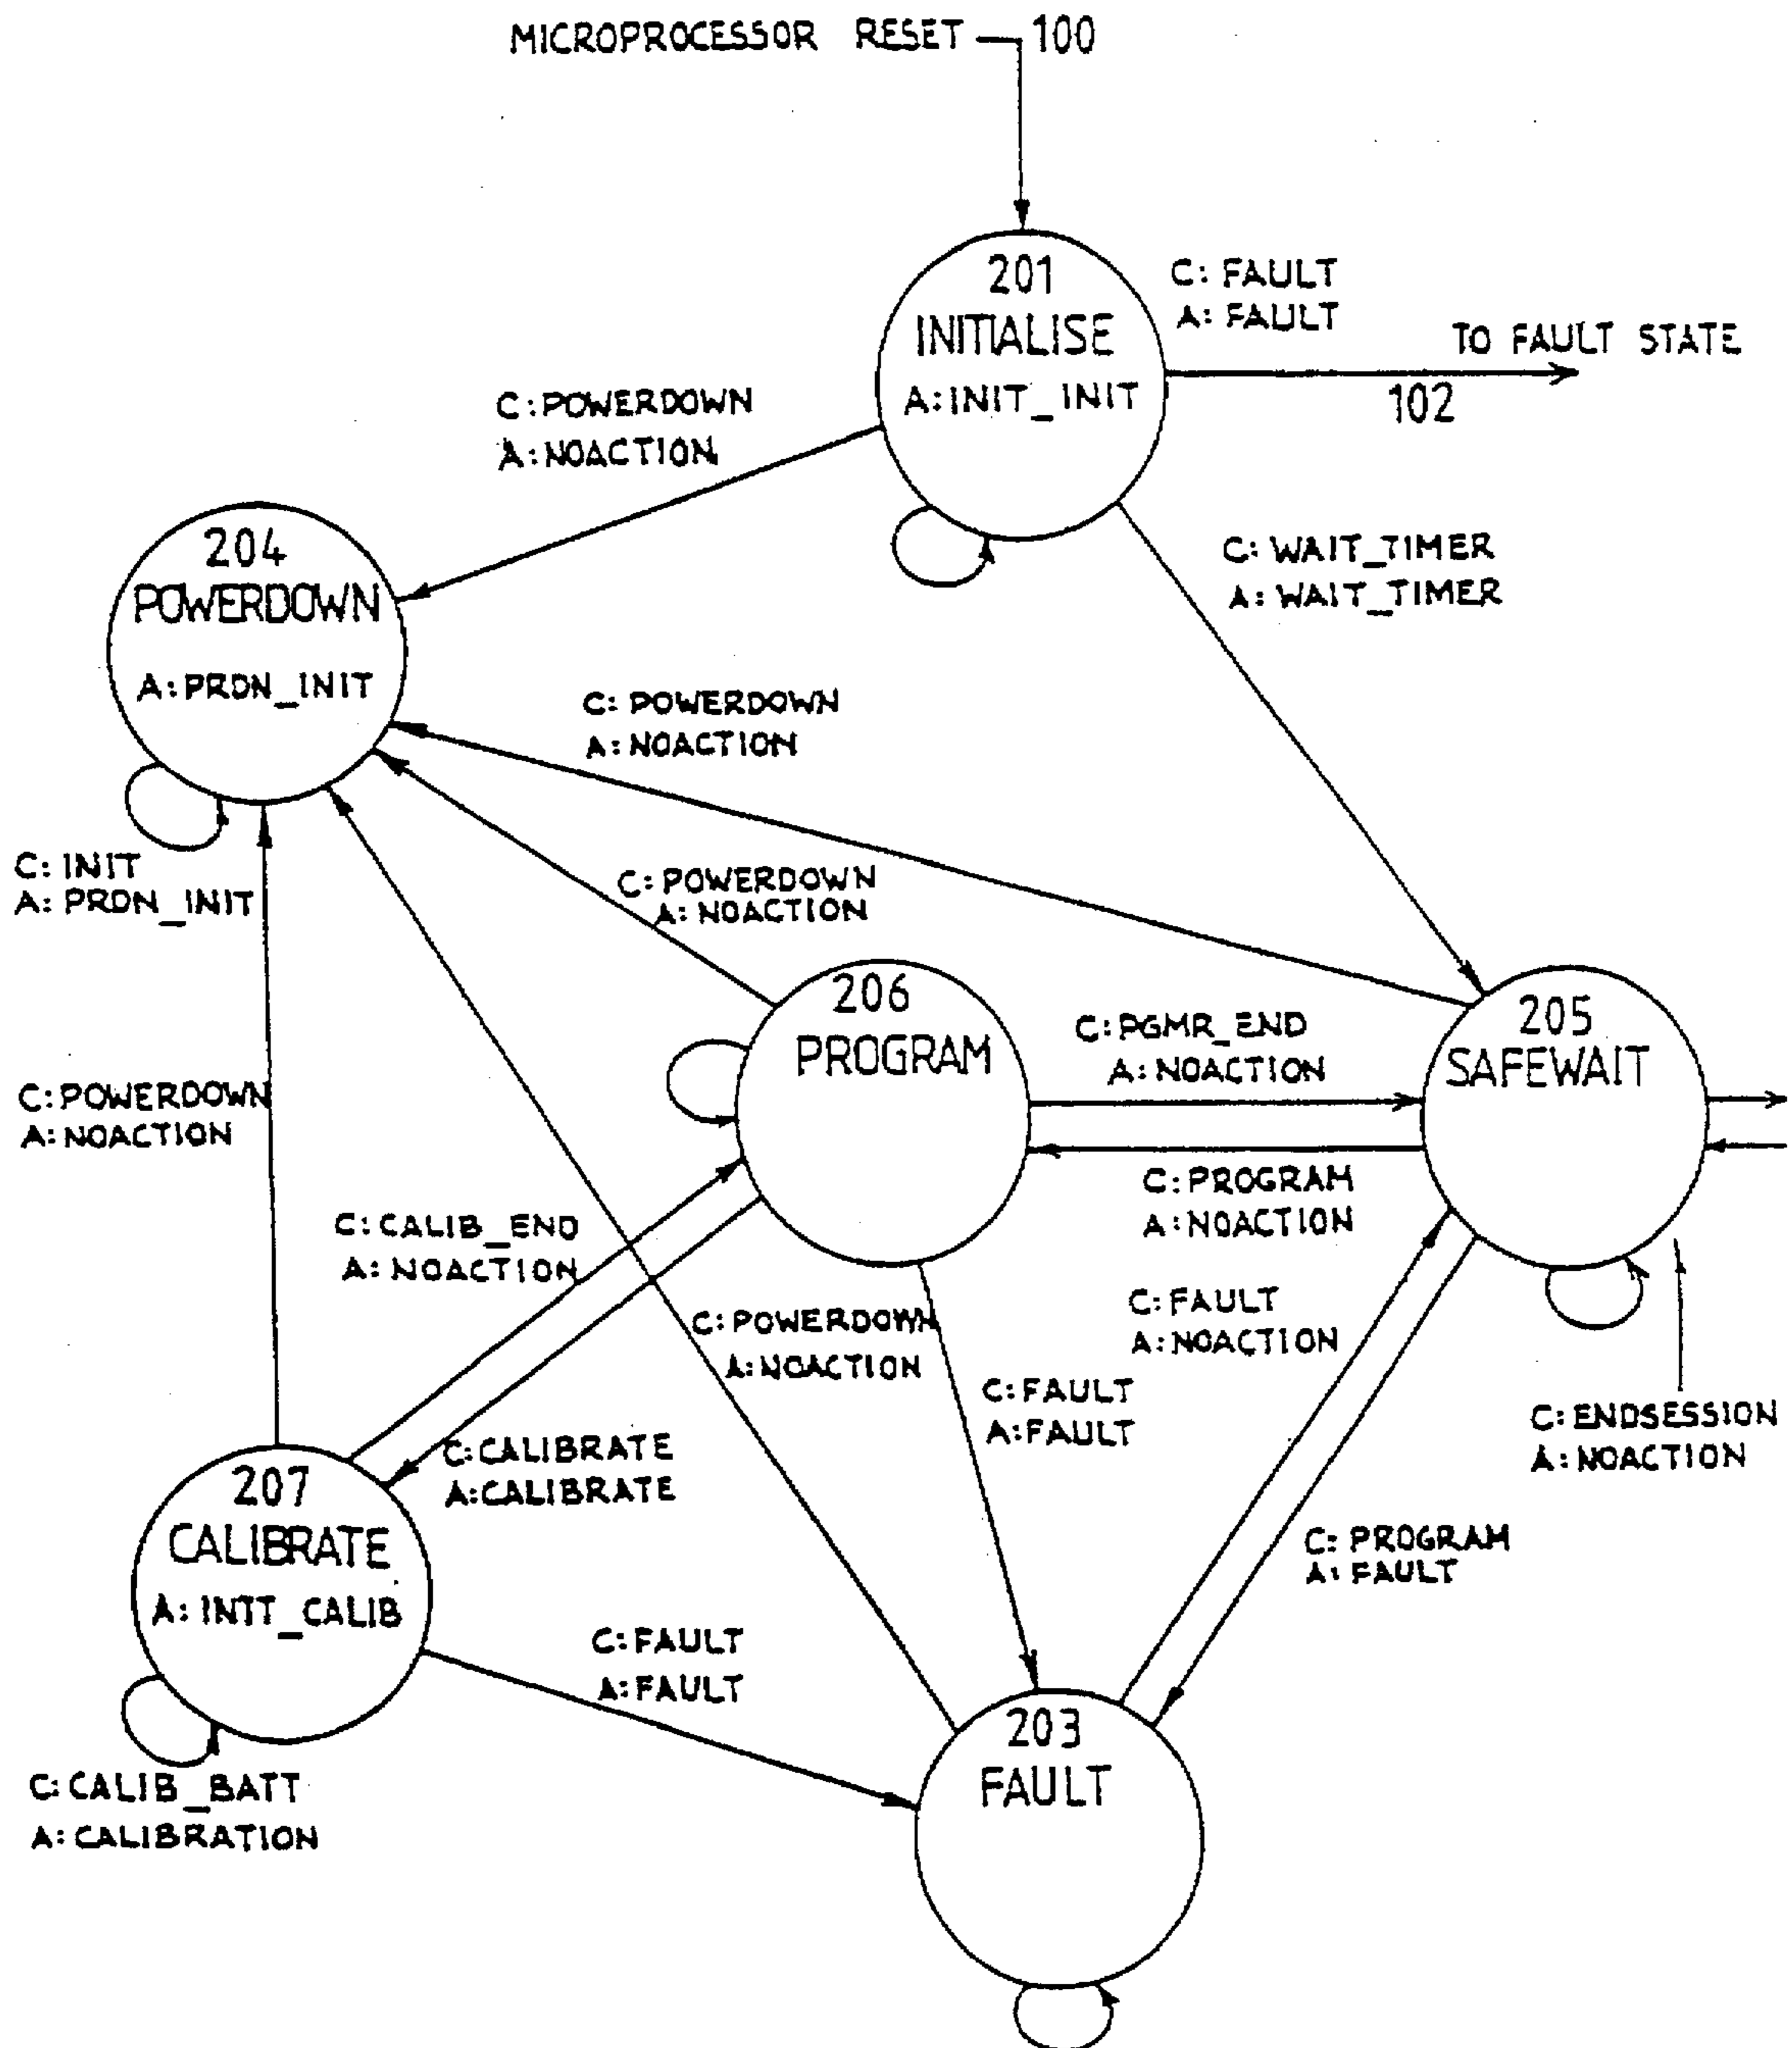 MICROPROCESSOR RESET 100
201
INITIALISE
A: INIT_INIT
C: FAULT
A: FAULT
TO FAULT STATE
102
C: POWERDOWN
A: NOACTION
204
POWERDOWN
A: PRDN_INIT
C: WAIT_TIMER
A: WAIT_TIMER
C: POWERDOWN
A: NOACTION
C: INIT
A: PRDN_INIT
C: POWERDOWN
A: NOACTION
206
PROGRAM
C: PGMR_END
A: NOACTION
205
SAFEWAIT
C: POWERDOWN
A: NOACTION
C: PROGRAM
A: NOACTION
C: CALIB_END
A: NOACTION
C: POWERDOWN
A: NOACTION
C: FAULT
A: NOACTION
C: FAULT
A: FAULT
C: ENDSESSION
A: NOACTION
C: CALIBRATE
A: CALIBRATE
207
CALIBRATE
A: INTT_CALIB
C: PROGRAM
A: FAULT
C: FAULT
A: FAULT
203
FAULT
C: CALIB_BATT
A: CALIBRATION